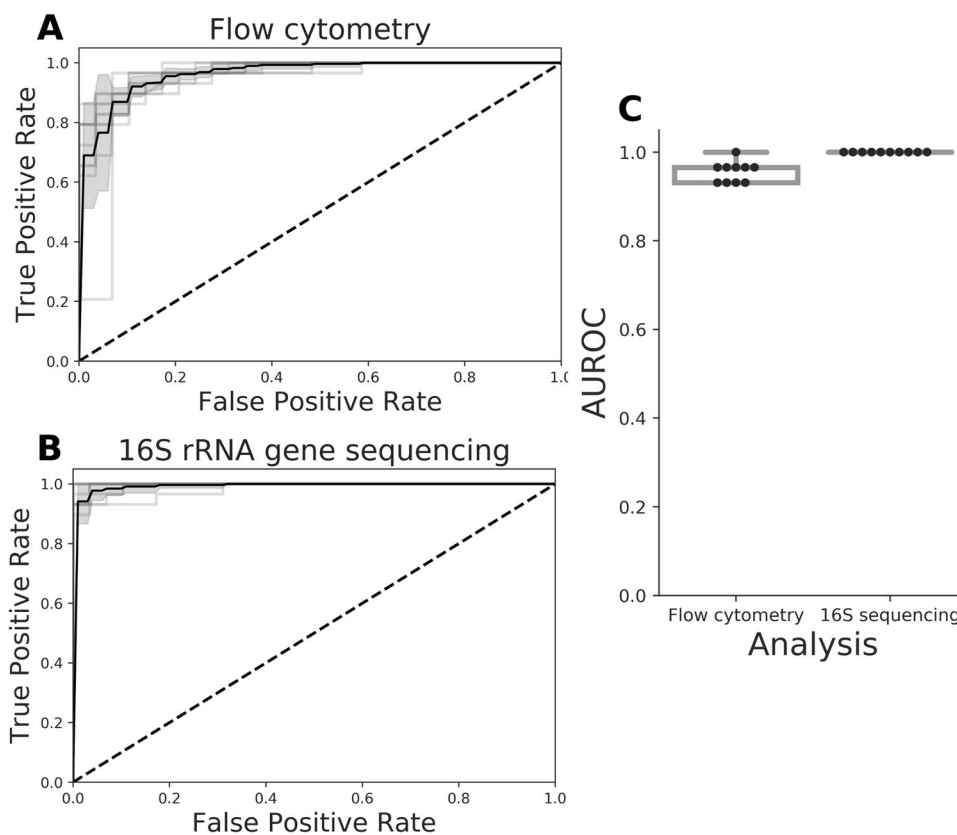 A
Flow cytometry
True Positive Rate
1.0
0.8
0.6
0.4
0.2
0.0
0.0 0.2 0.4 0.6 0.8 1.0
False Positive Rate
B
16S rRNA gene sequencing
True Positive Rate
1.0
0.8
0.6
0.4
0.2
0.0
0.0 0.2 0.4 0.6 0.8 1.0
False Positive Rate
C
AUROC
1.0
0.8
0.6
0.4
0.2
0.0
Flow cytometry 16S sequencing
Analysis